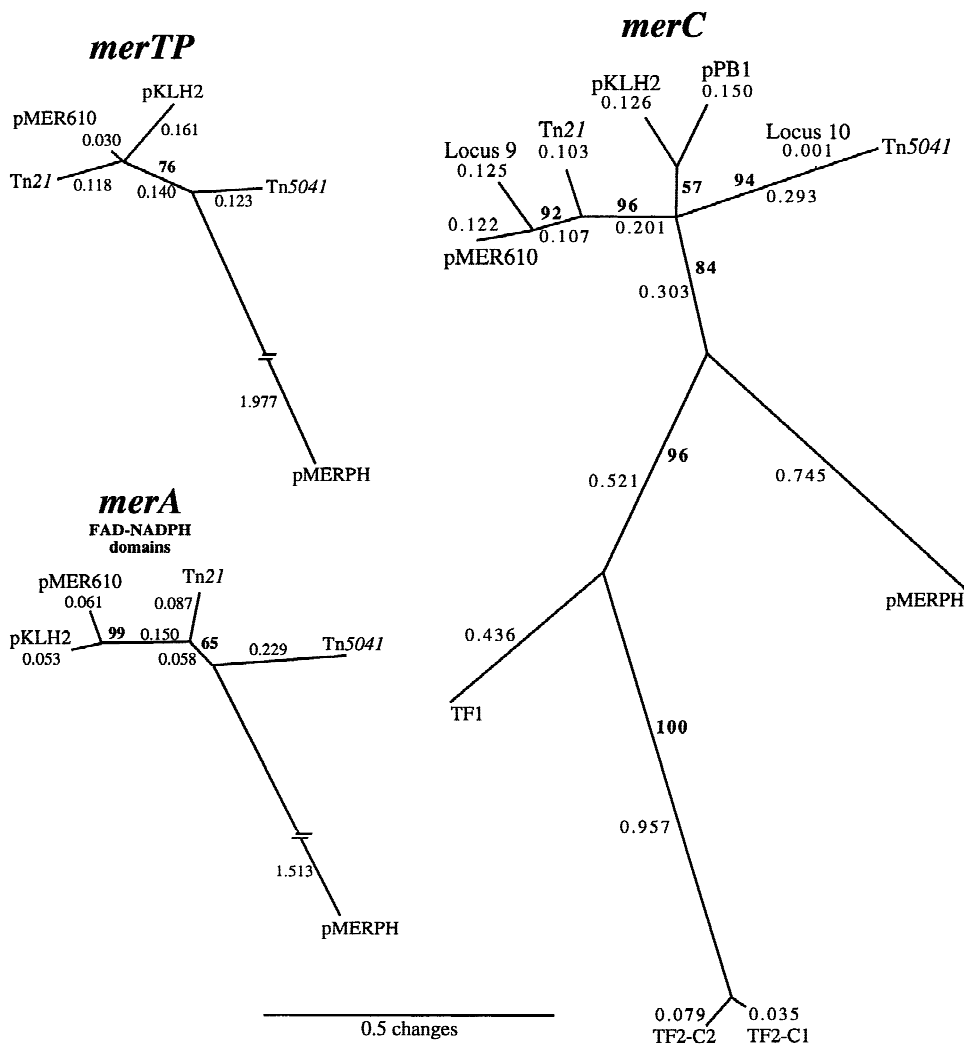 merTP
pKLH2
0.161
pMER610
0.030
76
Tn21
0.118
0.140
Tn5041
0.123
1.977
pMERPH
merA
FAD-NADPH
domains
pMER610
0.061
Tn21
0.087
pKLH2
0.053
99
0.150
65
0.058
0.229
Tn5041
1.513
pMERPH
merC
pPB1
0.150
pKLH2
0.126
Tn21
0.103
Locus 9
0.125
Locus 10
0.001
Tn5041
57
94
0.293
92
96
0.122
0.107
0.201
pMER610
84
0.303
96
0.521
0.745
pMERPH
0.436
TF1
100
0.957
0.079
TF2-C2
0.035
TF2-C1
0.5 changes